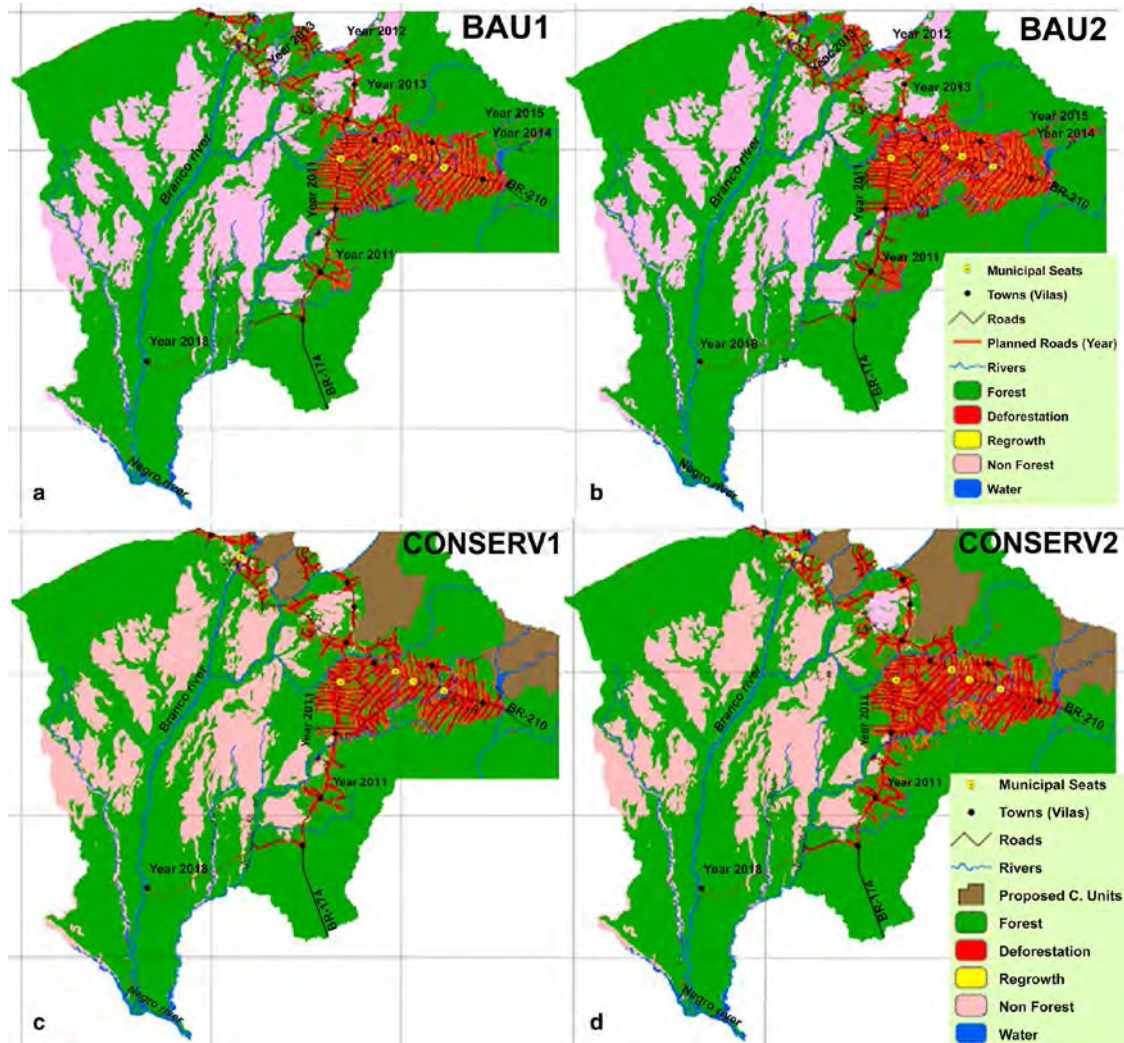 BAU1
Year 2012
Year 2013
Year 2013
Year 2015
Year 2014
Branco river
Year 2011
BR-210
Year 2011
Year 2018
BR-174
Negro river
a
BAU2
Year 2012
Year 2013
Year 2015
Year 2014
Branco river
Year 2011
BR-210
Year 2011
Year 2018
BR-174
Negro river
b
Municipal Seats
Towns (Vilas)
Roads
Planned Roads (Year)
Rivers
Forest
Deforestation
Regrowth
Non Forest
Water
CONSERV1
Branco river
Year 2011
BR-210
Year 2011
Year 2018
BR-174
Negro river
c
CONSERV2
Branco river
Year 2011
BR-210
Year 2011
Year 2018
BR-174
Negro river
d
Municipal Seats
Towns (Vilas)
Roads
Rivers
Proposed C. Units
Forest
Deforestation
Regrowth
Non Forest
Water